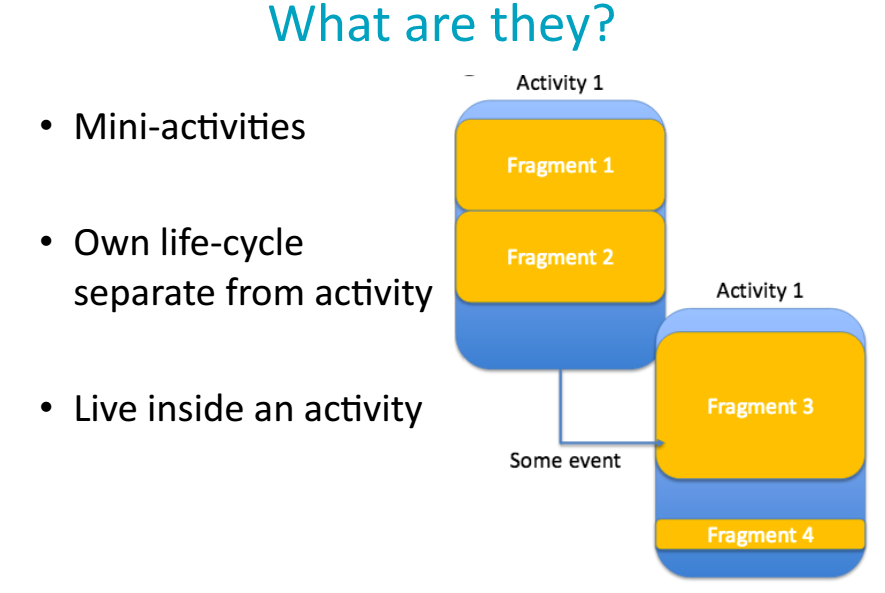 What are they?
• Mini-activities
• Own life-cycle
separate from activity
• Live inside an activity
Activity 1
Fragment 1
Fragment 2
Some event
Activity 1
Fragment 3
Fragment 4